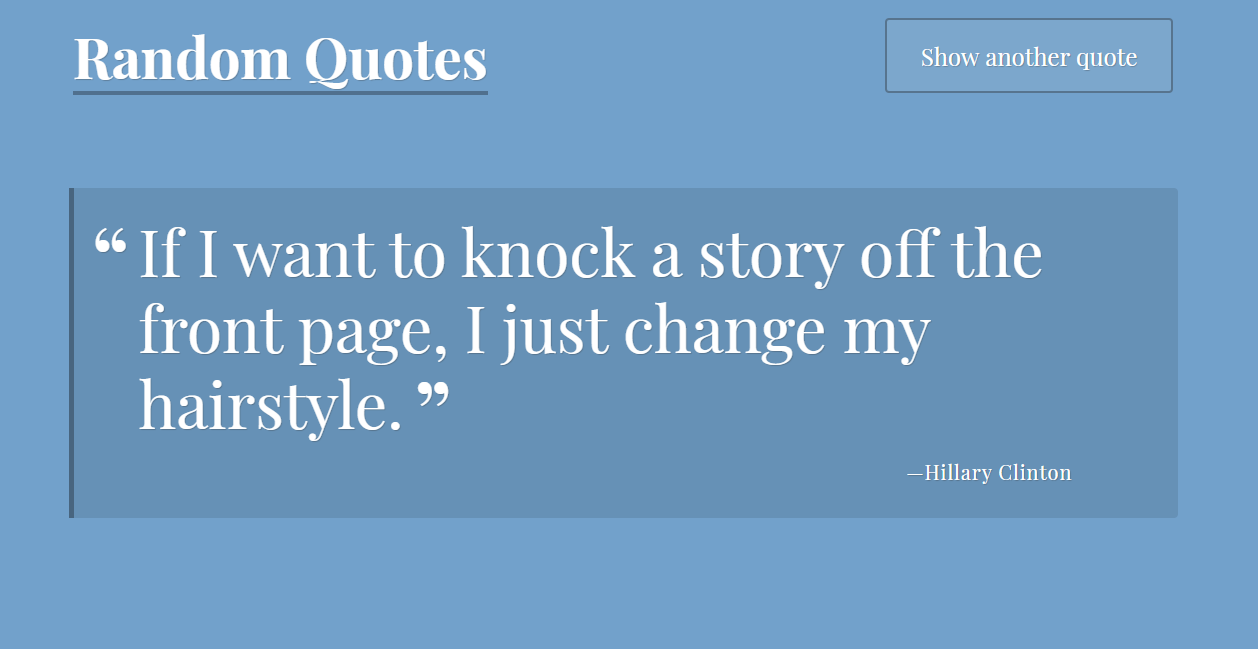 Random Quotes
Show another quote
“ If I want to knock a story off the
front page, I just change my
hairstyle. ”
—Hillary Clinton